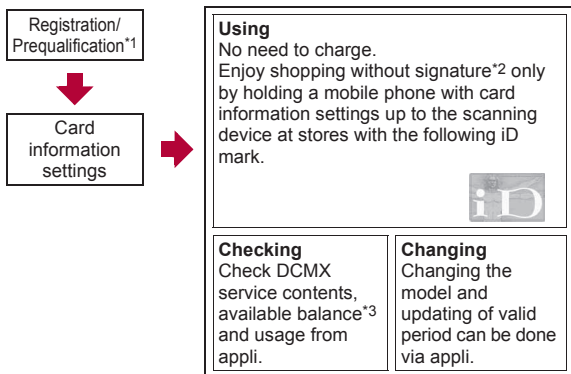 Registration/
Prequalification*1
Card
information
settings
Using
No need to charge.
Enjoy shopping without signature*2 only
by holding a mobile phone with card
information settings up to the scanning
device at stores with the following iD
mark.
iD
Checking
Check DCMX
service contents,
available balance*3
and usage from
appli.
Changing
Changing the
model and
updating of valid
period can be done
via appli.